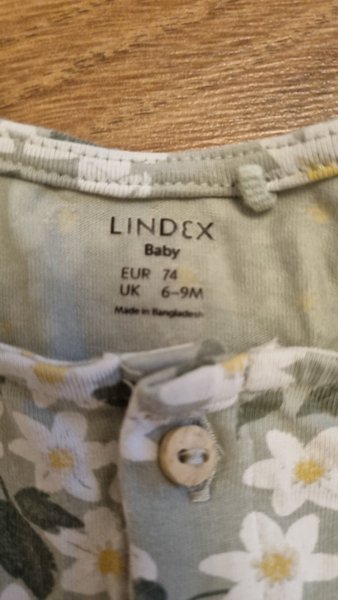 LINDEX
Baby
EUR 74
UK 6-9M
Made in Bangladesh